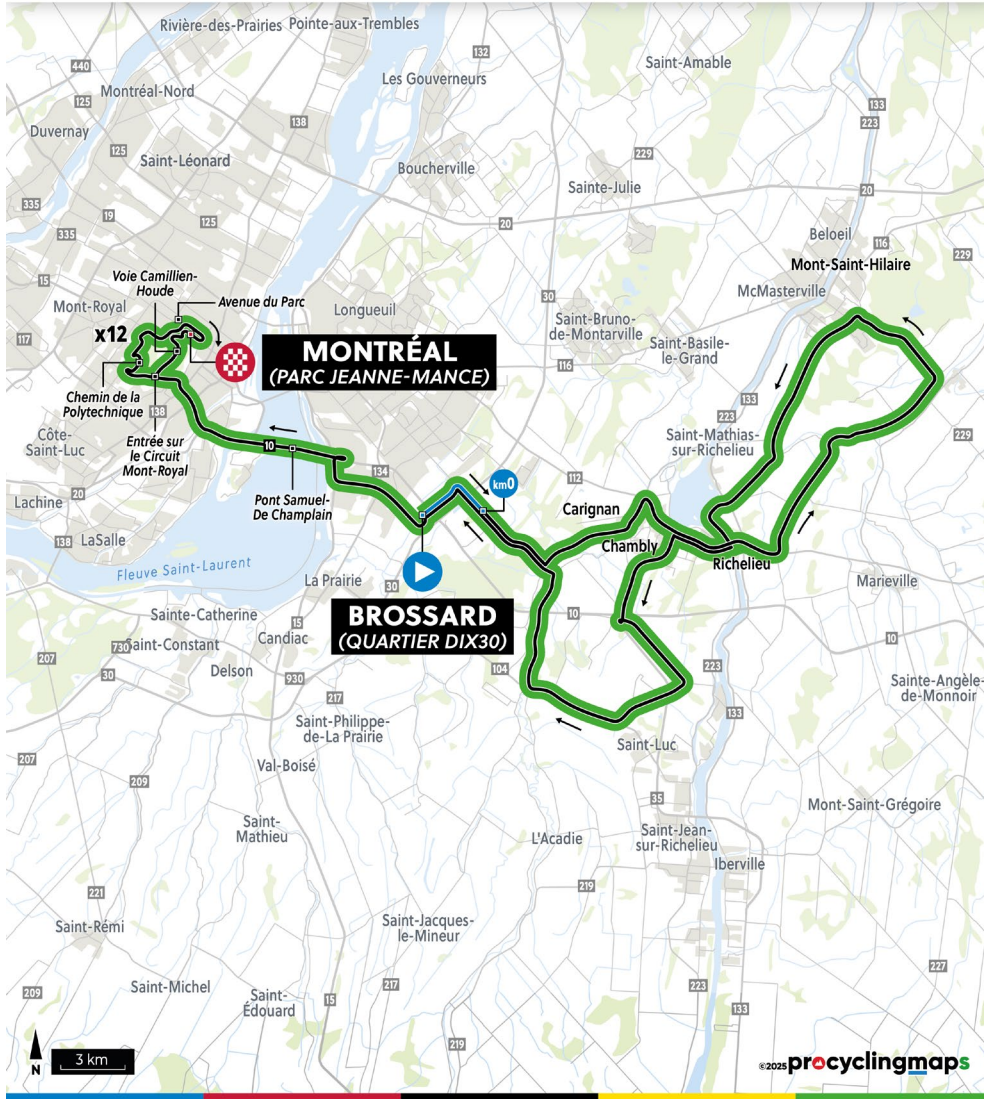 Rivière-des-Prairies
Pointe-aux-Trembles
132
Saint-Amable
440
Les Gouverneurs
125
Montréal-Nord
133
223
138
Duvernay
125
Saint-Léonard
229
Boucherville
Sainte-Julie
20
335
19
125
20
335
Beloeil
116
229
Voie Camillien-
Houde
15
Mont-Saint-Hilaire
Mont-Royal
Avenue du Parc
Longueuil
30
McMasterville
x12
117
Saint-Bruno-
de-Montarville
MONTRÉAL
(PARC JEANNE-MANCE)
Saint-Basile-
le-Grand
116
Chemin de la
Polytechnique
138
133
223
Côte-
Saint-Luc
Entrée sur
le Circuit
Mont-Royal
10
Saint-Mathias-
sur-Richelieu
229
134
112
km0
20
Lachine
Pont Samuel-
De Champlain
Carignan
138
LaSalle
Chambly
Richelieu
Fleuve Saint-Laurent
La Prairie
30
Marieville
Sainte-Catherine
BROSSARD
(QUARTIER DIX30)
10
15
730
Saint-Constant
Candiac
10
207
Delson
104
223
30
930
Sainte-Angèle-
de-Monnoir
217
133
Saint-Philippe-
de-La Prairie
Saint-Luc
207
Val-Boisé
209
35
Mont-Saint-Grégoire
Saint-
Mathieu
L'Acadie
Saint-Jean-
sur-Richelieu
Iberville
219
221
Saint-Rémi
Saint-Jacques-
le-Mineur
227
Saint-Michel
217
223
209
Saint-
Édouard
15
133
219
N
3 km
©2025 procyclingmaps